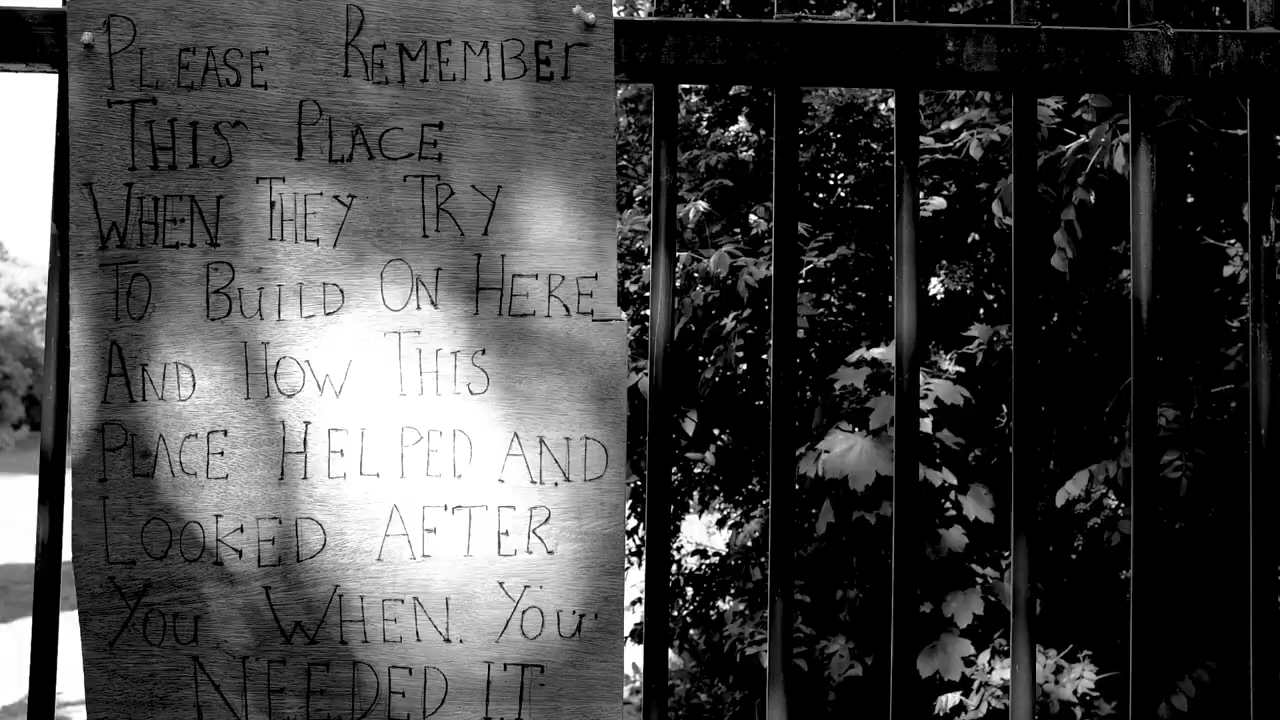 PLEASE REMEMBER
THIS PLACE
WHEN THEY TRY
TO BUILD ON HERE_
AND HOW THIS
PLACE HELPED AND
LOOKED AFTER
YOU. WHEN. YOU.
NEEDED IT